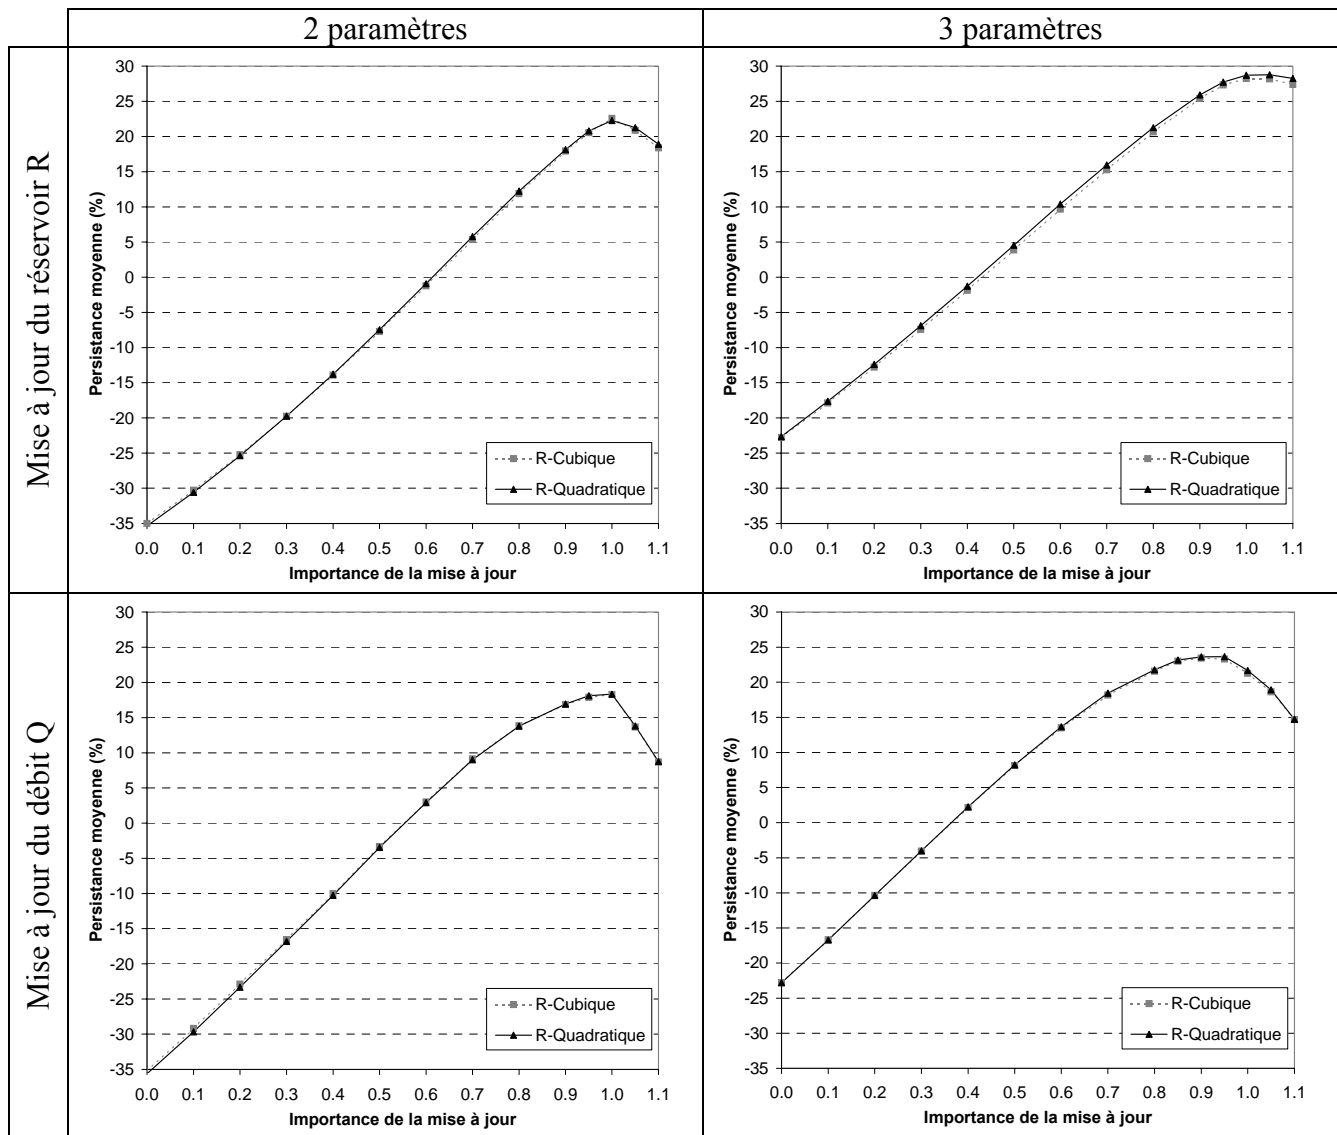 2 paramètres
3 paramètres
Mise à jour du réservoir R
Persistance moyenne (%)
30
25
20
15
10
5
0
-5
-10
-15
-20
-25
-30
-35
0.0 0.1 0.2 0.3 0.4 0.5 0.6 0.7 0.8 0.9 1.0 1.1
Importance de la mise à jour
R-Cubique
R-Quadratique
Persistance moyenne (%)
30
25
20
15
10
5
0
-5
-10
-15
-20
-25
-30
-35
0.0 0.1 0.2 0.3 0.4 0.5 0.6 0.7 0.8 0.9 1.0 1.1
Importance de la mise à jour
R-Cubique
R-Quadratique
Mise à jour du débit Q
Persistance moyenne (%)
30
25
20
15
10
5
0
-5
-10
-15
-20
-25
-30
-35
0.0 0.1 0.2 0.3 0.4 0.5 0.6 0.7 0.8 0.9 1.0 1.1
Importance de la mise à jour
R-Cubique
R-Quadratique
Persistance moyenne (%)
30
25
20
15
10
5
0
-5
-10
-15
-20
-25
-30
-35
0.0 0.1 0.2 0.3 0.4 0.5 0.6 0.7 0.8 0.9 1.0 1.1
Importance de la mise à jour
R-Cubique
R-Quadratique